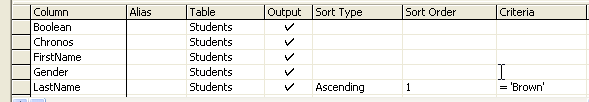 Column Alias Table Output Sort Type Sort Order Criteria
Boolean Students
Chronos Students
FirstName Students
Gender Students
LastName Students Ascending 1 = 'Brown'